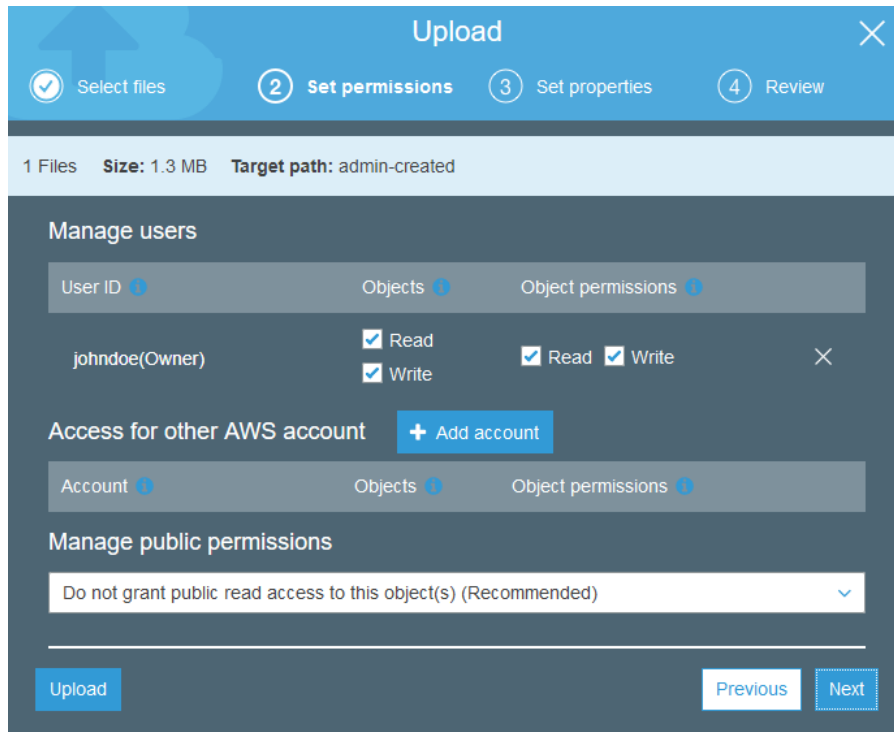 Upload
Select files 2 Set permissions 3 Set properties 4 Review
1 Files Size: 1.3 MB Target path: admin-created
Manage users
User ID Objects Object permissions
Read
johndoe(Owner) Read Write
Write
Access for other AWS account + Add account
Account Objects Object permissions
Manage public permissions
Do not grant public read access to this object(s) (Recommended)
Upload Previous Next